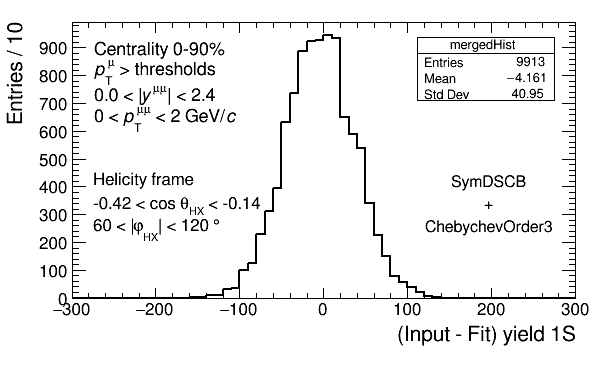 Entries / 10
900
800
700
600
500
400
300
200
100
0
Centrality 0-90%
p_T^μ > thresholds
0.0 < |y^μμ| < 2.4
0 < p_T^μμ < 2 GeV/c
Helicity frame
-0.42 < cos θ_HX < -0.14
60 < |φ_HX| < 120 °
mergedHist
Entries 9913
Mean −4.161
Std Dev 40.95
SymDSCB
+
ChebychevOrder3
−300 −200 −100 0 100 200 300
(Input - Fit) yield 1S